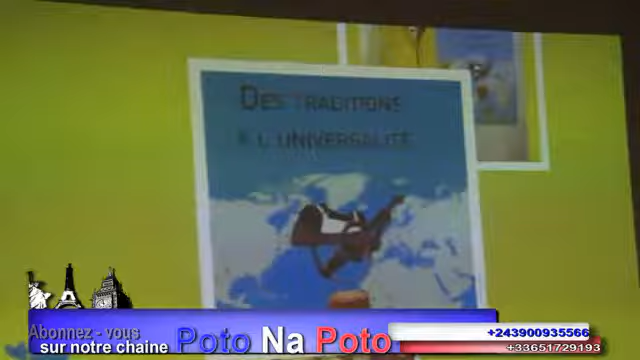 DES TRADITIONS
À L'UNIVERSALITÉ
Abonnez - vous
sur notre chaine
Poto Na Poto
+243900935566
+33651729193